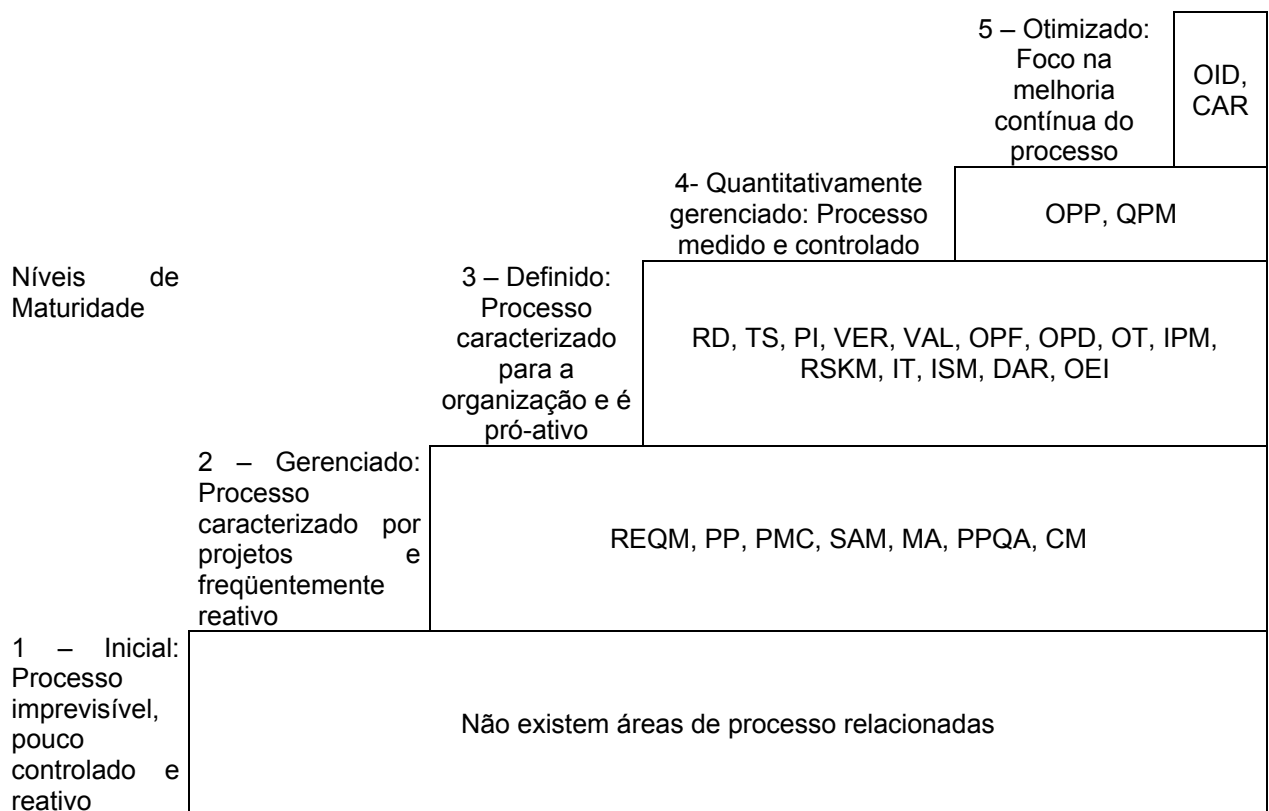 5 – Otimizado:
Foco na
melhoria
contínua do
processo
OID,
CAR
4- Quantitativamente
gerenciado: Processo
medido e controlado
OPP, QPM
Níveis de
Maturidade
3 – Definido:
Processo
caracterizado
para a
organização e é
pró-ativo
RD, TS, PI, VER, VAL, OPF, OPD, OT, IPM,
RSKM, IT, ISM, DAR, OEI
2 – Gerenciado:
Processo
caracterizado por
projetos e
freqüentemente
reativo
REQM, PP, PMC, SAM, MA, PPQA, CM
1 – Inicial:
Processo
imprevisível,
pouco
controlado e
reativo
Não existem áreas de processo relacionadas